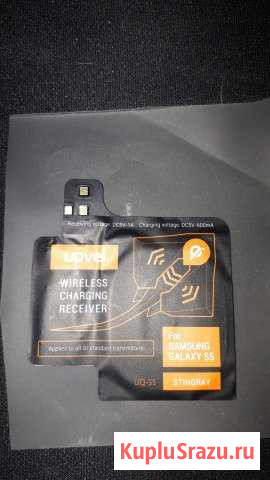 Receiving voltage: DC5V-1A Charging voltage: DC5V-600mA
upvel
WIRELESS
CHARGING
RECEIVER
For
SAMSUNG
GALAXY S5
Applies to all QI standard transmitters
UQ-S5 STINGRAY
KupluSrazu.ru